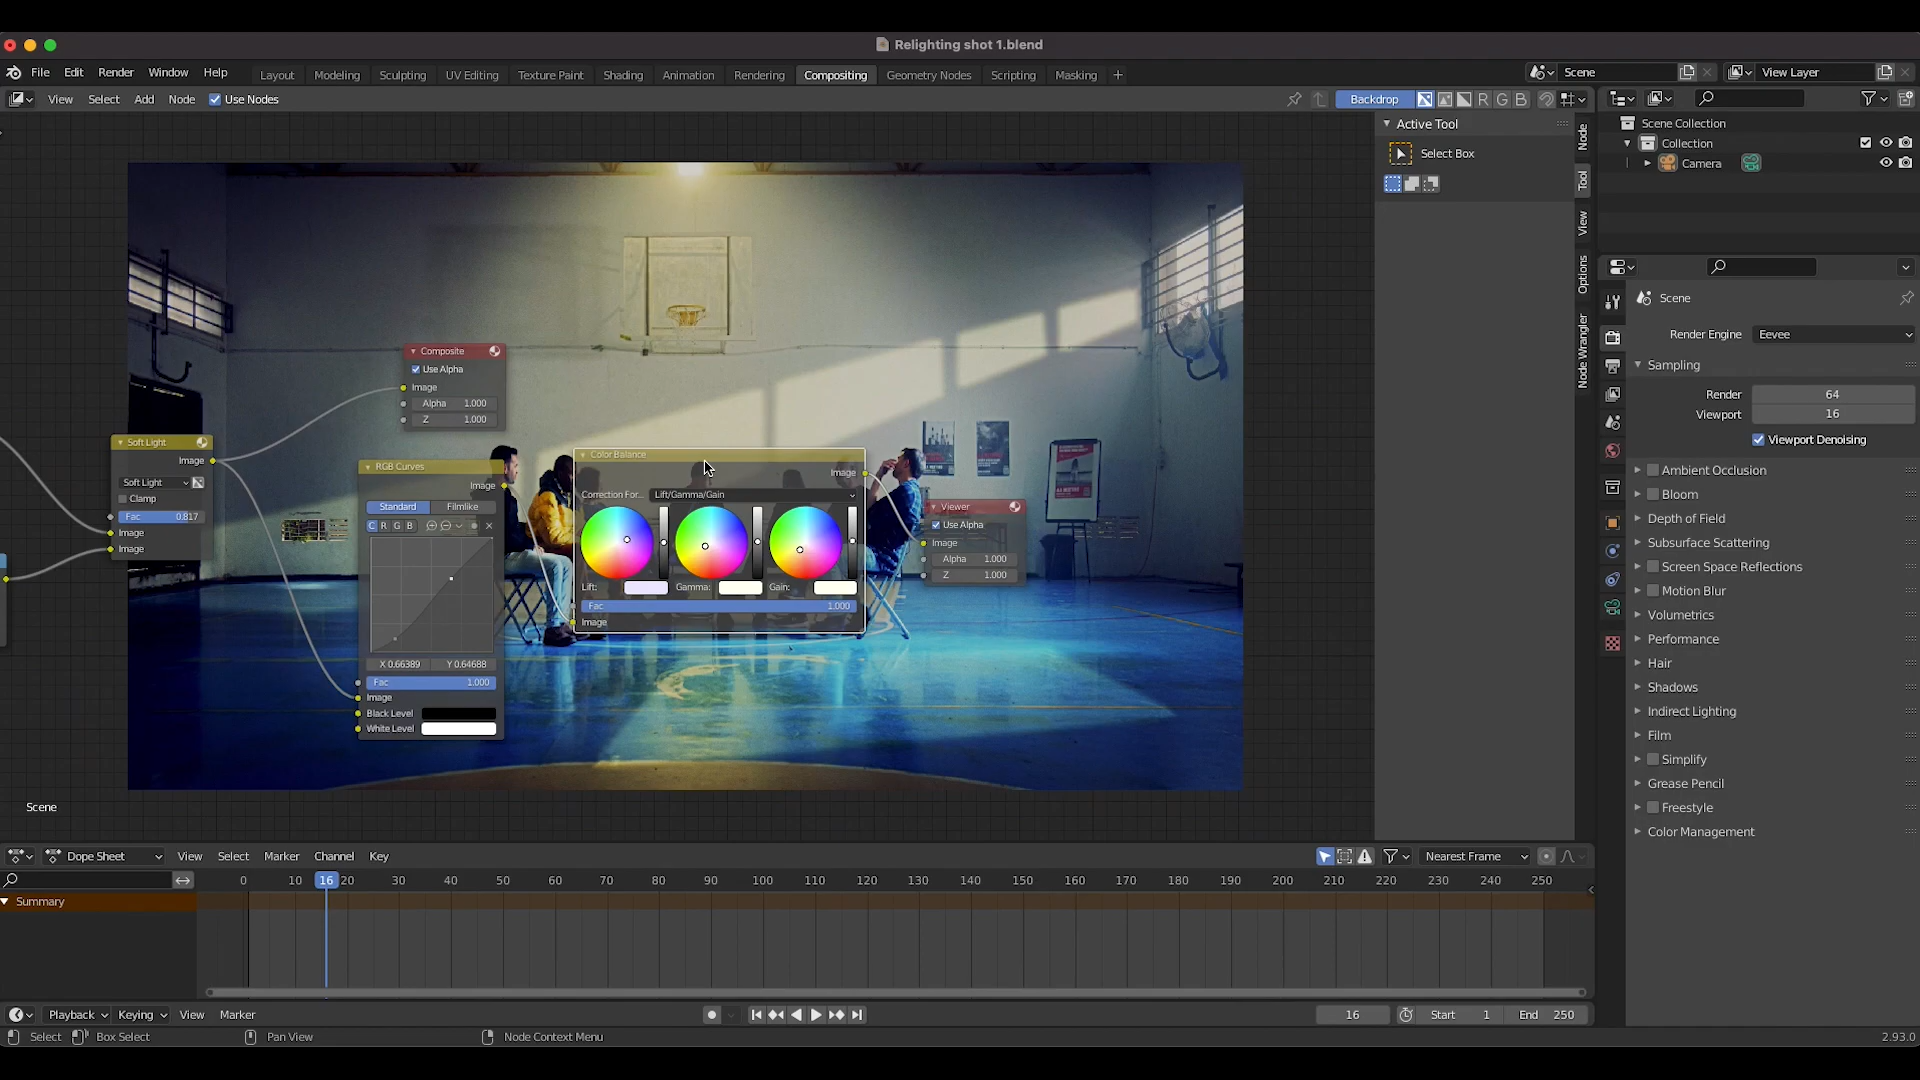 Relighting shot 1.blend
File Edit Render Window Help Layout Modeling Sculpting UV Editing Texture Paint Shading Animation Rendering Compositing Geometry Nodes Scripting Masking + Scene View Layer
View Select Add Node Use Nodes Backdrop R G B
Active Tool
Select Box
Node
Tool
View
Options
Node Wrangler
Scene Collection
Collection
Camera
Scene
Render Engine Eevee
Sampling
Render 64
Viewport 16
Viewport Denoising
Ambient Occlusion
Bloom
Depth of Field
Subsurface Scattering
Screen Space Reflections
Motion Blur
Volumetrics
Performance
Hair
Shadows
Indirect Lighting
Film
Simplify
Grease Pencil
Freestyle
Color Management
Composite
Use Alpha
Image
Alpha 1.000
Z 1.000
Soft Light
Image
Soft Light
Clamp
Fac 0.817
Image
Image
RGB Curves
Image
Standard Filmlike
C R G B
X 0.66389 Y 0.64688
Fac 1.000
Image
Black Level
White Level
Color Balance
Image
Correction For... Lift/Gamma/Gain
Lift: Gamma: Gain:
Fac 1.000
Image
Viewer
Use Alpha
Image
Alpha 1.000
Z 1.000
Scene
Dope Sheet View Select Marker Channel Key Nearest Frame
0 10 16 20 30 40 50 60 70 80 90 100 110 120 130 140 150 160 170 180 190 200 210 220 230 240 250
Summary
Playback Keying View Marker 16 Start 1 End 250
Select Box Select Pan View Node Context Menu 2.93.0